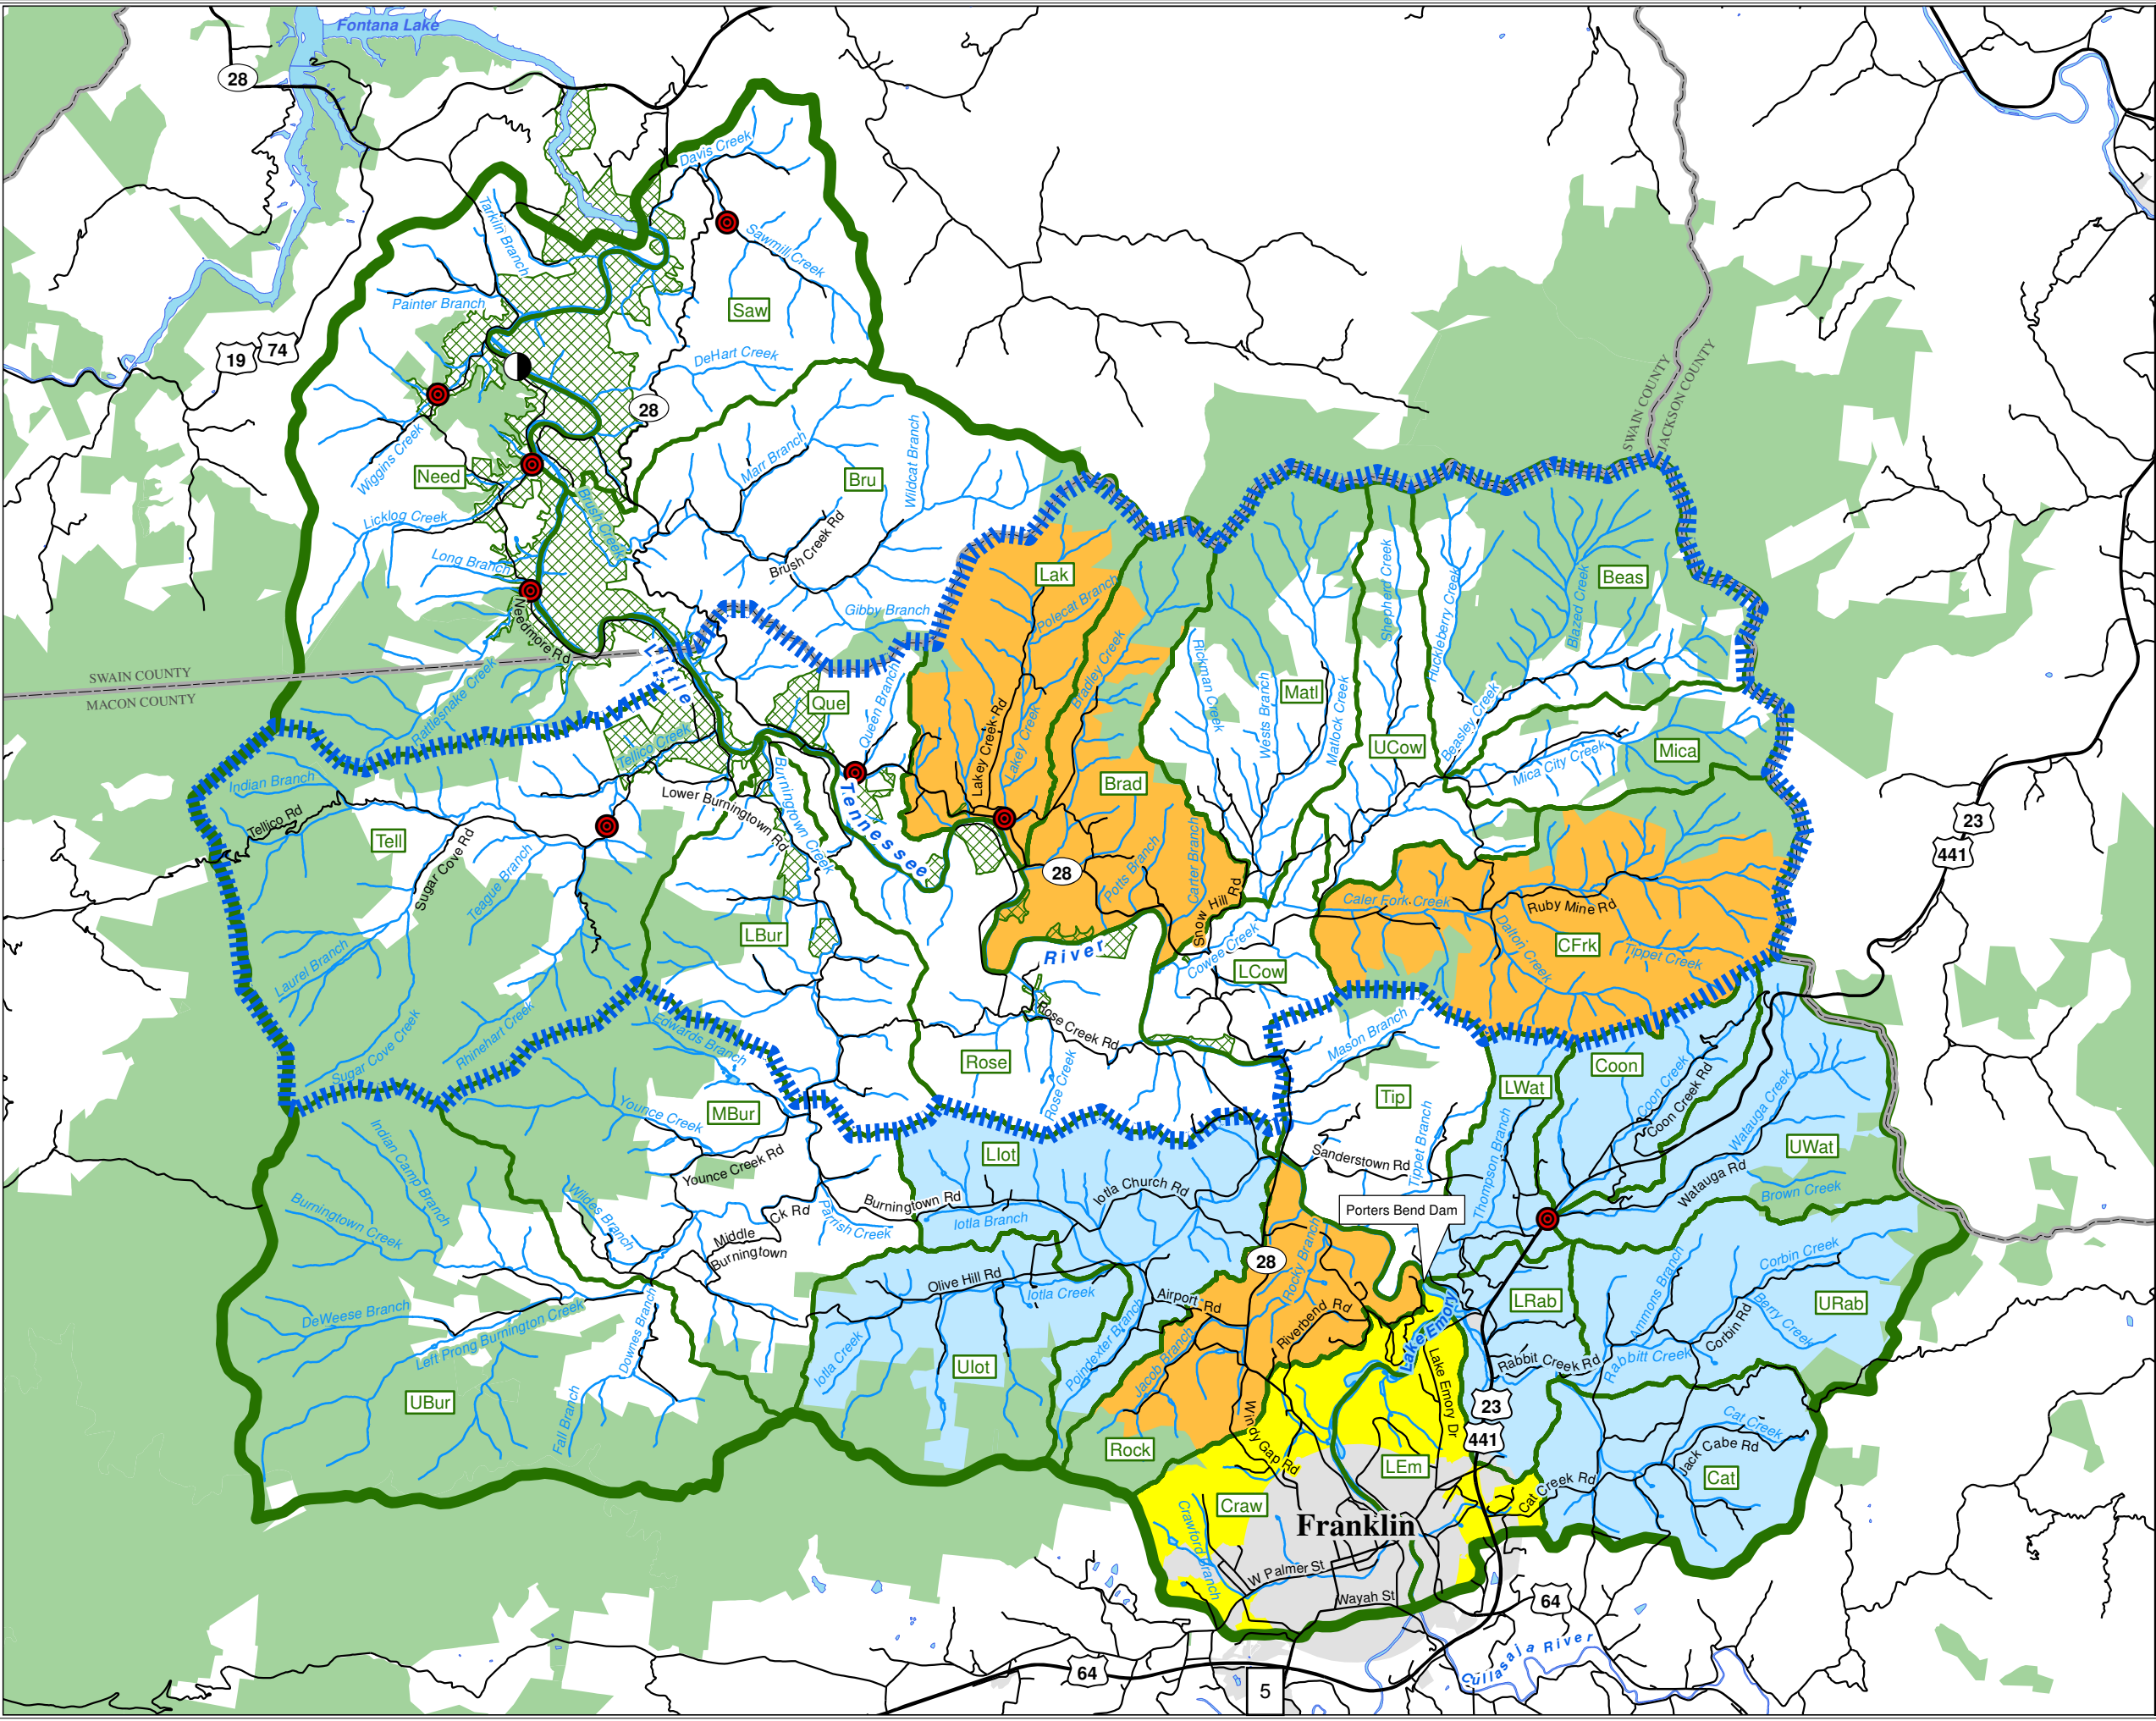 Fontana Lake
28
Davis Creek
Tarkilin Branch
Sawmill Creek
Painter Branch
Saw
19
74
DeHart Creek
28
SWAIN COUNTY
JACKSON COUNTY
Wiggins Creek
Need
Marr Branch
Bru
Wildcat Branch
Licklog Creek
Brush Creek
Brush Creek Rd
Long Branch
Lak
Polecat Branch
Shepherd Creek
Huckleberry Creek
Blazed Creek
Beas
Gibby Branch
Needmore Rd
SWAIN COUNTY
MACON COUNTY
Rattlesnake Creek
Little
Tennessee
River
Que
Queen Branch
Bradley Creek
Rickman Creek
Wests Branch
Matl
Matlock Creek
UCow
Beasley Creek
Mica City Creek
Mica
Tellico Creek
Lakey Creek Rd
Lakey Creek
Brad
Indian Branch
Tellico Rd
Tell
Sugar Cove Rd
Teague Branch
Lower Burningtown Rd
Burningtown Creek
28
Potts Branch
Carter Branch
Snow Hill Rd
23
441
Caler Fork Creek
Ruby Mine Rd
Dalton Creek
CFrk
Tippet Creek
LBur
Cowee Creek
LCow
Laurel Branch
Sugar Cove Creek
Rhinehart Creek
Edwards Branch
Rose Creek Rd
Rose
Rose Creek
Mason Branch
Tip
LWat
Coon
Coon Creek
Coon Creek Rd
Watauga Creek
Younce Creek
MBur
Younce Creek Rd
LIot
Sanderstown Rd
Tippet Branch
Thompson Branch
UWat
Watauga Rd
Brown Creek
Indian Camp Branch
Burningtown Creek
Wildes Branch
Middle
Burningtown
Ck Rd
Parrish Creek
Burningtown Rd
Iotla Church Rd
Iotla Branch
Porters Bend Dam
28
Rocky Branch
Corbin Creek
Olive Hill Rd
Iotla Creek
Airport Rd
Riverbend Rd
Lake Emory
LRab
Ammons Branch
Corbin Rd
Berry Creek
URab
DeWeese Branch
Left Prong Burningtown Creek
Downes Branch
Iotla Creek
UIot
Poindexter Branch
Jacob Branch
Lake Emory Dr
Rabbit Creek Rd
Rabbitt Creek
UBur
Fall Branch
Rock
Windy Gap Rd
23
441
Cat Creek
Jack Cabe Rd
Cat
LEm
Cat Creek Rd
Craw
Crawford Branch
Franklin
W Palmer St
Wayah St
64
Cullasaja River
64
5